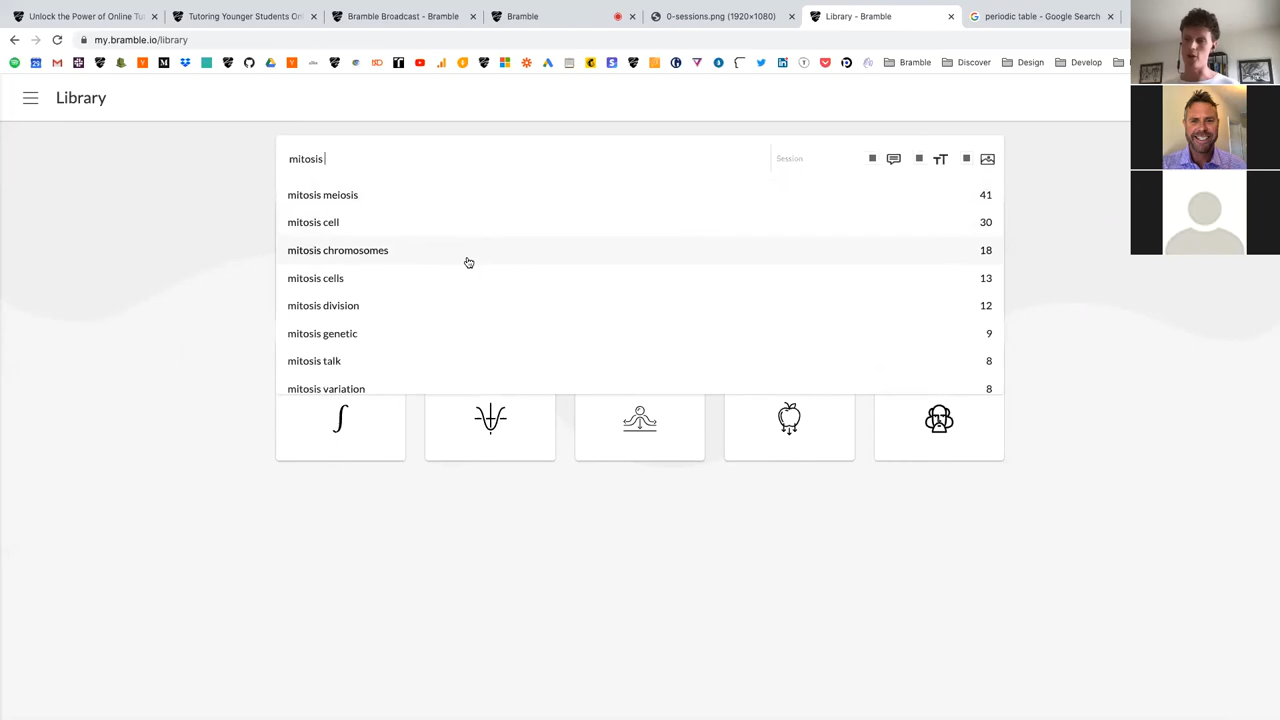 Unlock the Power of Online Tu
Tutoring Younger Students Onl
Bramble Broadcast - Bramble
Bramble
0-sessions.png (1920×1080)
Library - Bramble
periodic table - Google Search
my.bramble.io/library
Bramble
Discover
Design
Develop
Library
mitosis
Session
mitosis meiosis 41
mitosis cell 30
mitosis chromosomes 18
mitosis cells 13
mitosis division 12
mitosis genetic 9
mitosis talk 8
mitosis variation 8